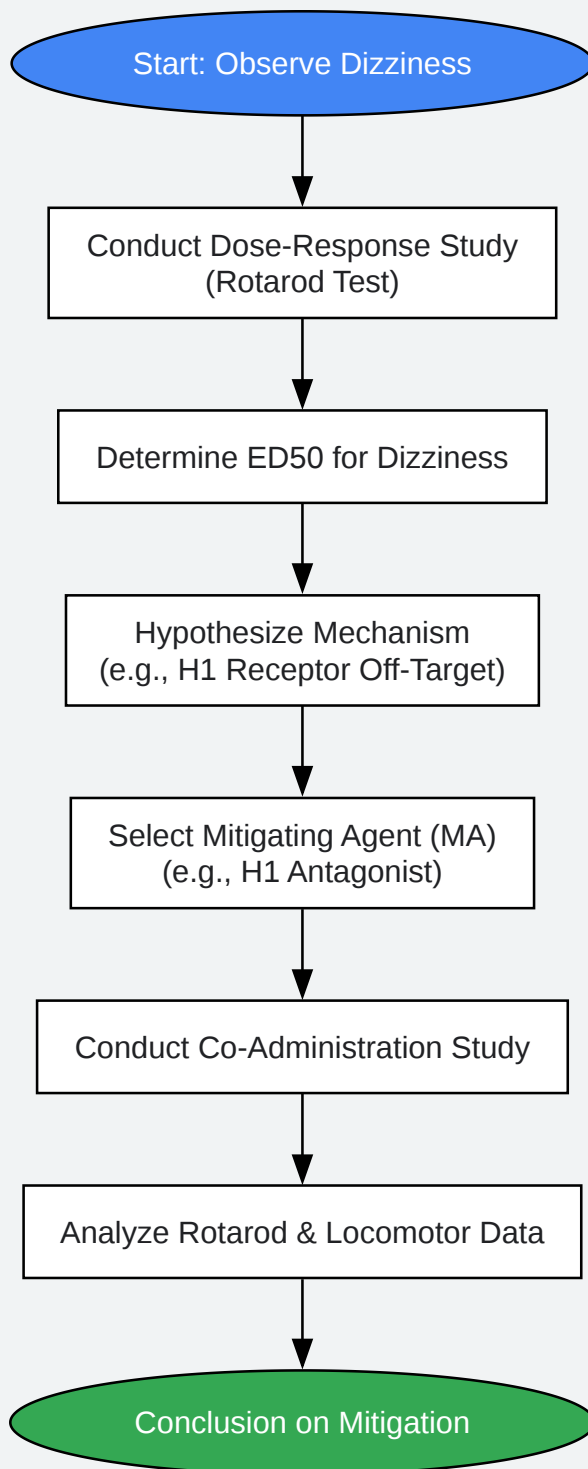 Start: Observe Dizziness
Conduct Dose-Response Study
(Rotarod Test)
Determine ED50 for Dizziness
Hypothesize Mechanism
(e.g., H1 Receptor Off-Target)
Select Mitigating Agent (MA)
(e.g., H1 Antagonist)
Conduct Co-Administration Study
Analyze Rotarod & Locomotor Data
Conclusion on Mitigation